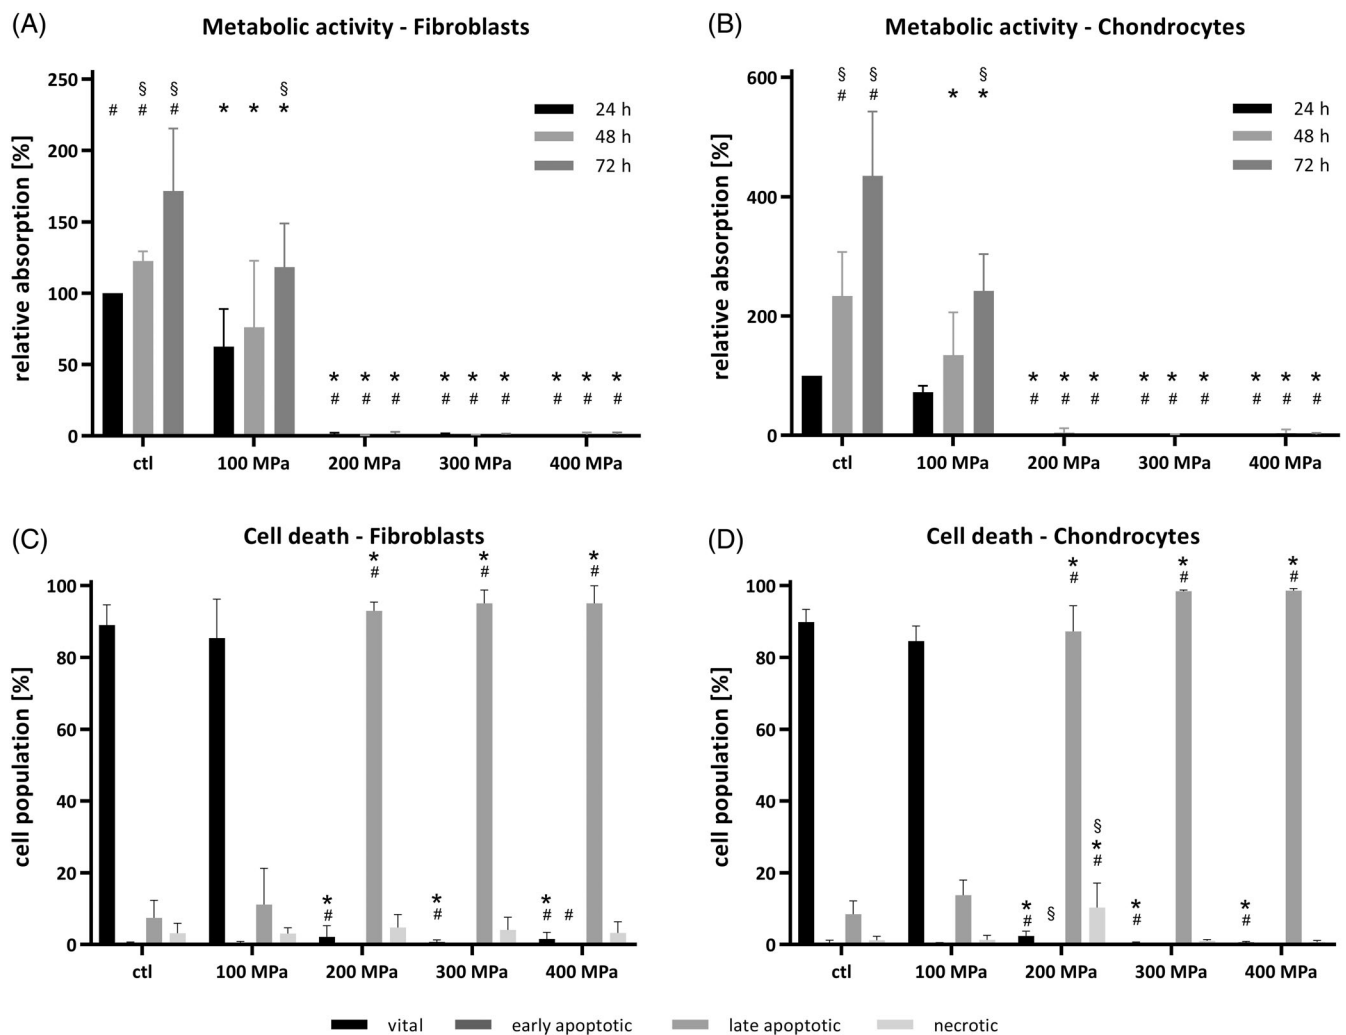 (A)
Metabolic activity - Fibroblasts
relative absorption [%]
250
200
150
100
50
0
# § # § # * * § *
* # * # * # * # * # * # * # * # * #
24 h
48 h
72 h
ctl 100 MPa 200 MPa 300 MPa 400 MPa
(B)
Metabolic activity - Chondrocytes
relative absorption [%]
600
400
200
0
§ # § # * § *
* # * # * # * # * # * # * # * # * #
24 h
48 h
72 h
ctl 100 MPa 200 MPa 300 MPa 400 MPa
(C)
Cell death - Fibroblasts
cell population [%]
100
80
60
40
20
0
* # * # * #
* # * # * # #
ctl 100 MPa 200 MPa 300 MPa 400 MPa
(D)
Cell death - Chondrocytes
cell population [%]
100
80
60
40
20
0
* # * # * #
* # § § * # * # * #
ctl 100 MPa 200 MPa 300 MPa 400 MPa
vital early apoptotic late apoptotic necrotic